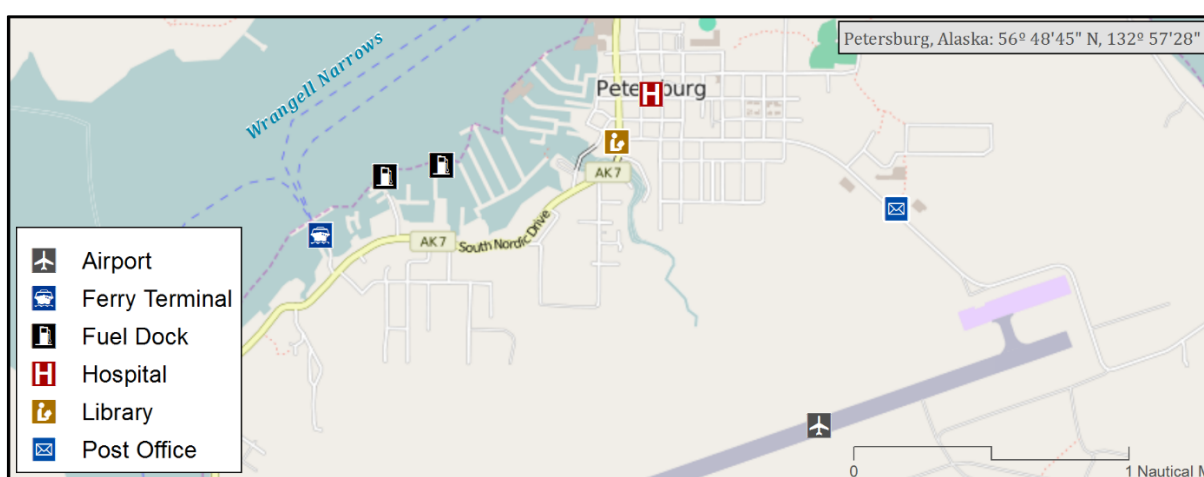 Petersburg, Alaska: 56º 48'45" N, 132º 57'28"
Wrangell Narrows
Petersburg
H
AK 7
AK 7
South Nordic Drive
Airport
Ferry Terminal
Fuel Dock
H
Hospital
Library
Post Office
0
1 Nautical M